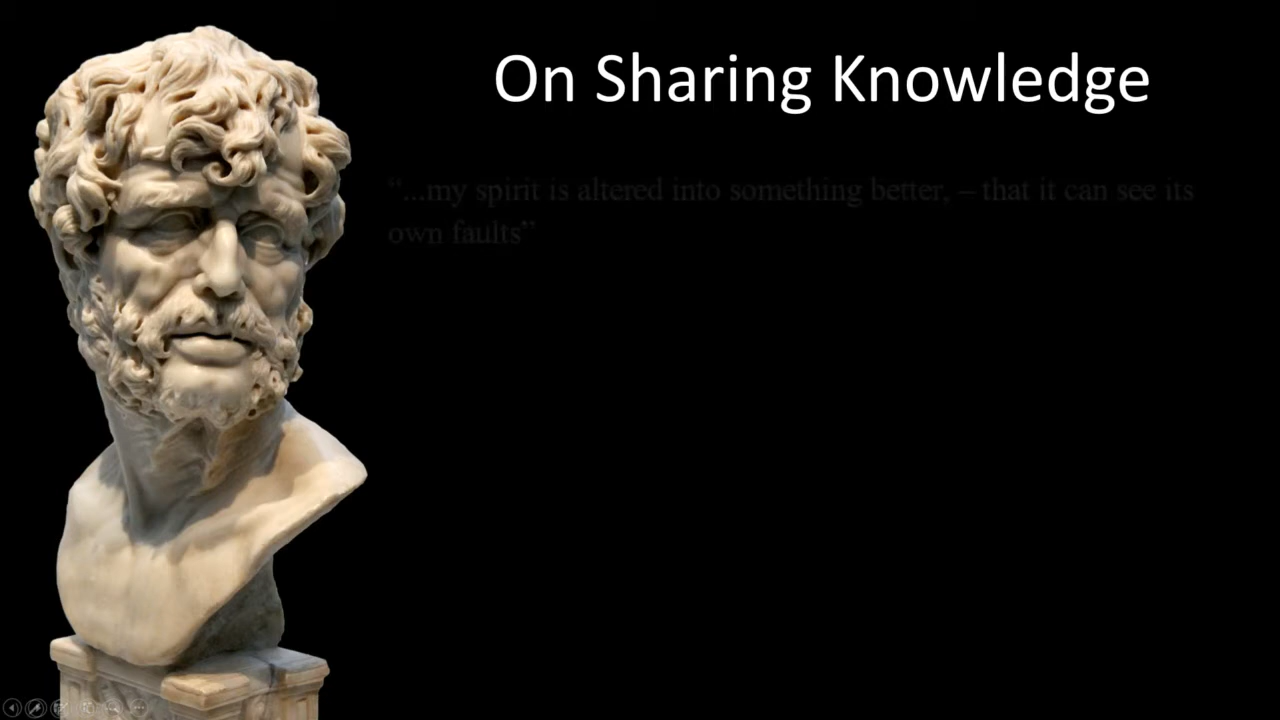 On Sharing Knowledge
“...my spirit is altered into something better, – that it can see its
own faults”